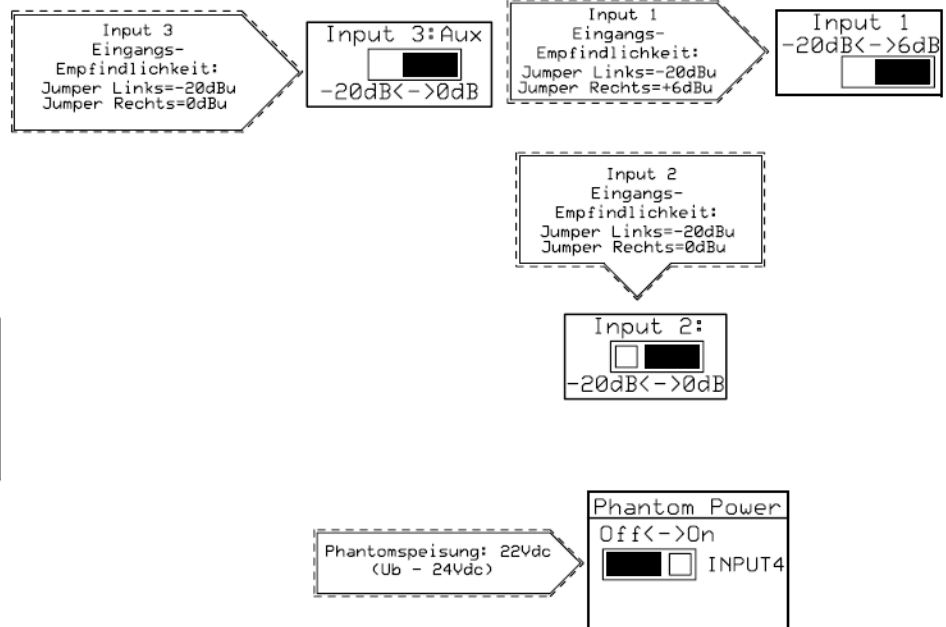 Input 3
Eingangs-
Empfindlichkeit:
Jumper Links=-20dBu
Jumper Rechts=0dBu
Input 3:Aux
-20dB<->0dB
Input 1
Eingangs-
Empfindlichkeit:
Jumper Links=-20dBu
Jumper Rechts=+6dBu
Input 1
-20dB<->6dB
Input 2
Eingangs-
Empfindlichkeit:
Jumper Links=-20dBu
Jumper Rechts=0dBu
Input 2:
-20dB<->0dB
Phantomspeisung: 22Vdc
(Ub - 24Vdc)
Phantom Power
Off<->On
INPUT4